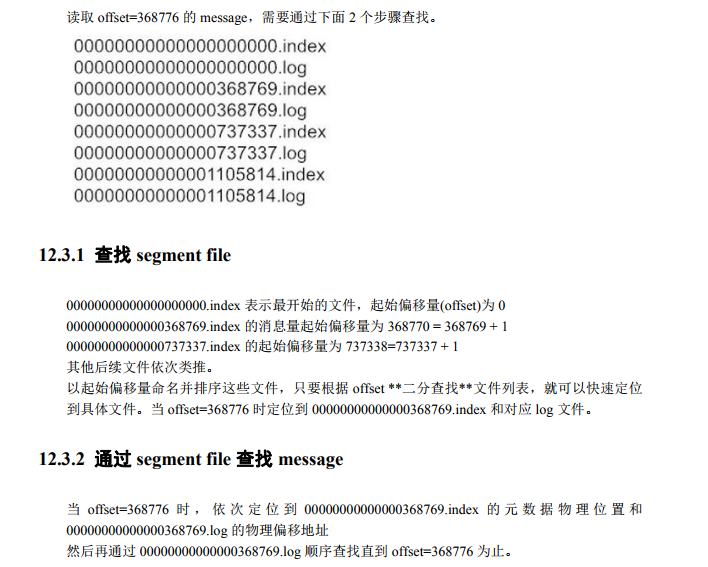 读取 offset=368776 的 message，需要通过下面 2 个步骤查找。
00000000000000000000.index
00000000000000000000.log
00000000000000368769.index
00000000000000368769.log
00000000000000737337.index
00000000000000737337.log
00000000000001105814.index
00000000000001105814.log
12.3.1 查找 segment file
00000000000000000000.index 表示最开始的文件，起始偏移量(offset)为 0
00000000000000368769.index 的消息量起始偏移量为 368770 = 368769 + 1
00000000000000737337.index 的起始偏移量为 737338=737337 + 1
其他后续文件依次类推。
以起始偏移量命名并排序这些文件，只要根据 offset **二分查找**文件列表，就可以快速定位
到具体文件。当 offset=368776 时定位到 00000000000000368769.index 和对应 log 文件。
12.3.2 通过 segment file 查找 message
当 offset=368776 时，依次定位到 00000000000000368769.index 的元数据物理位置和
00000000000000368769.log 的物理偏移地址
然后再通过 00000000000000368769.log 顺序查找直到 offset=368776 为止。